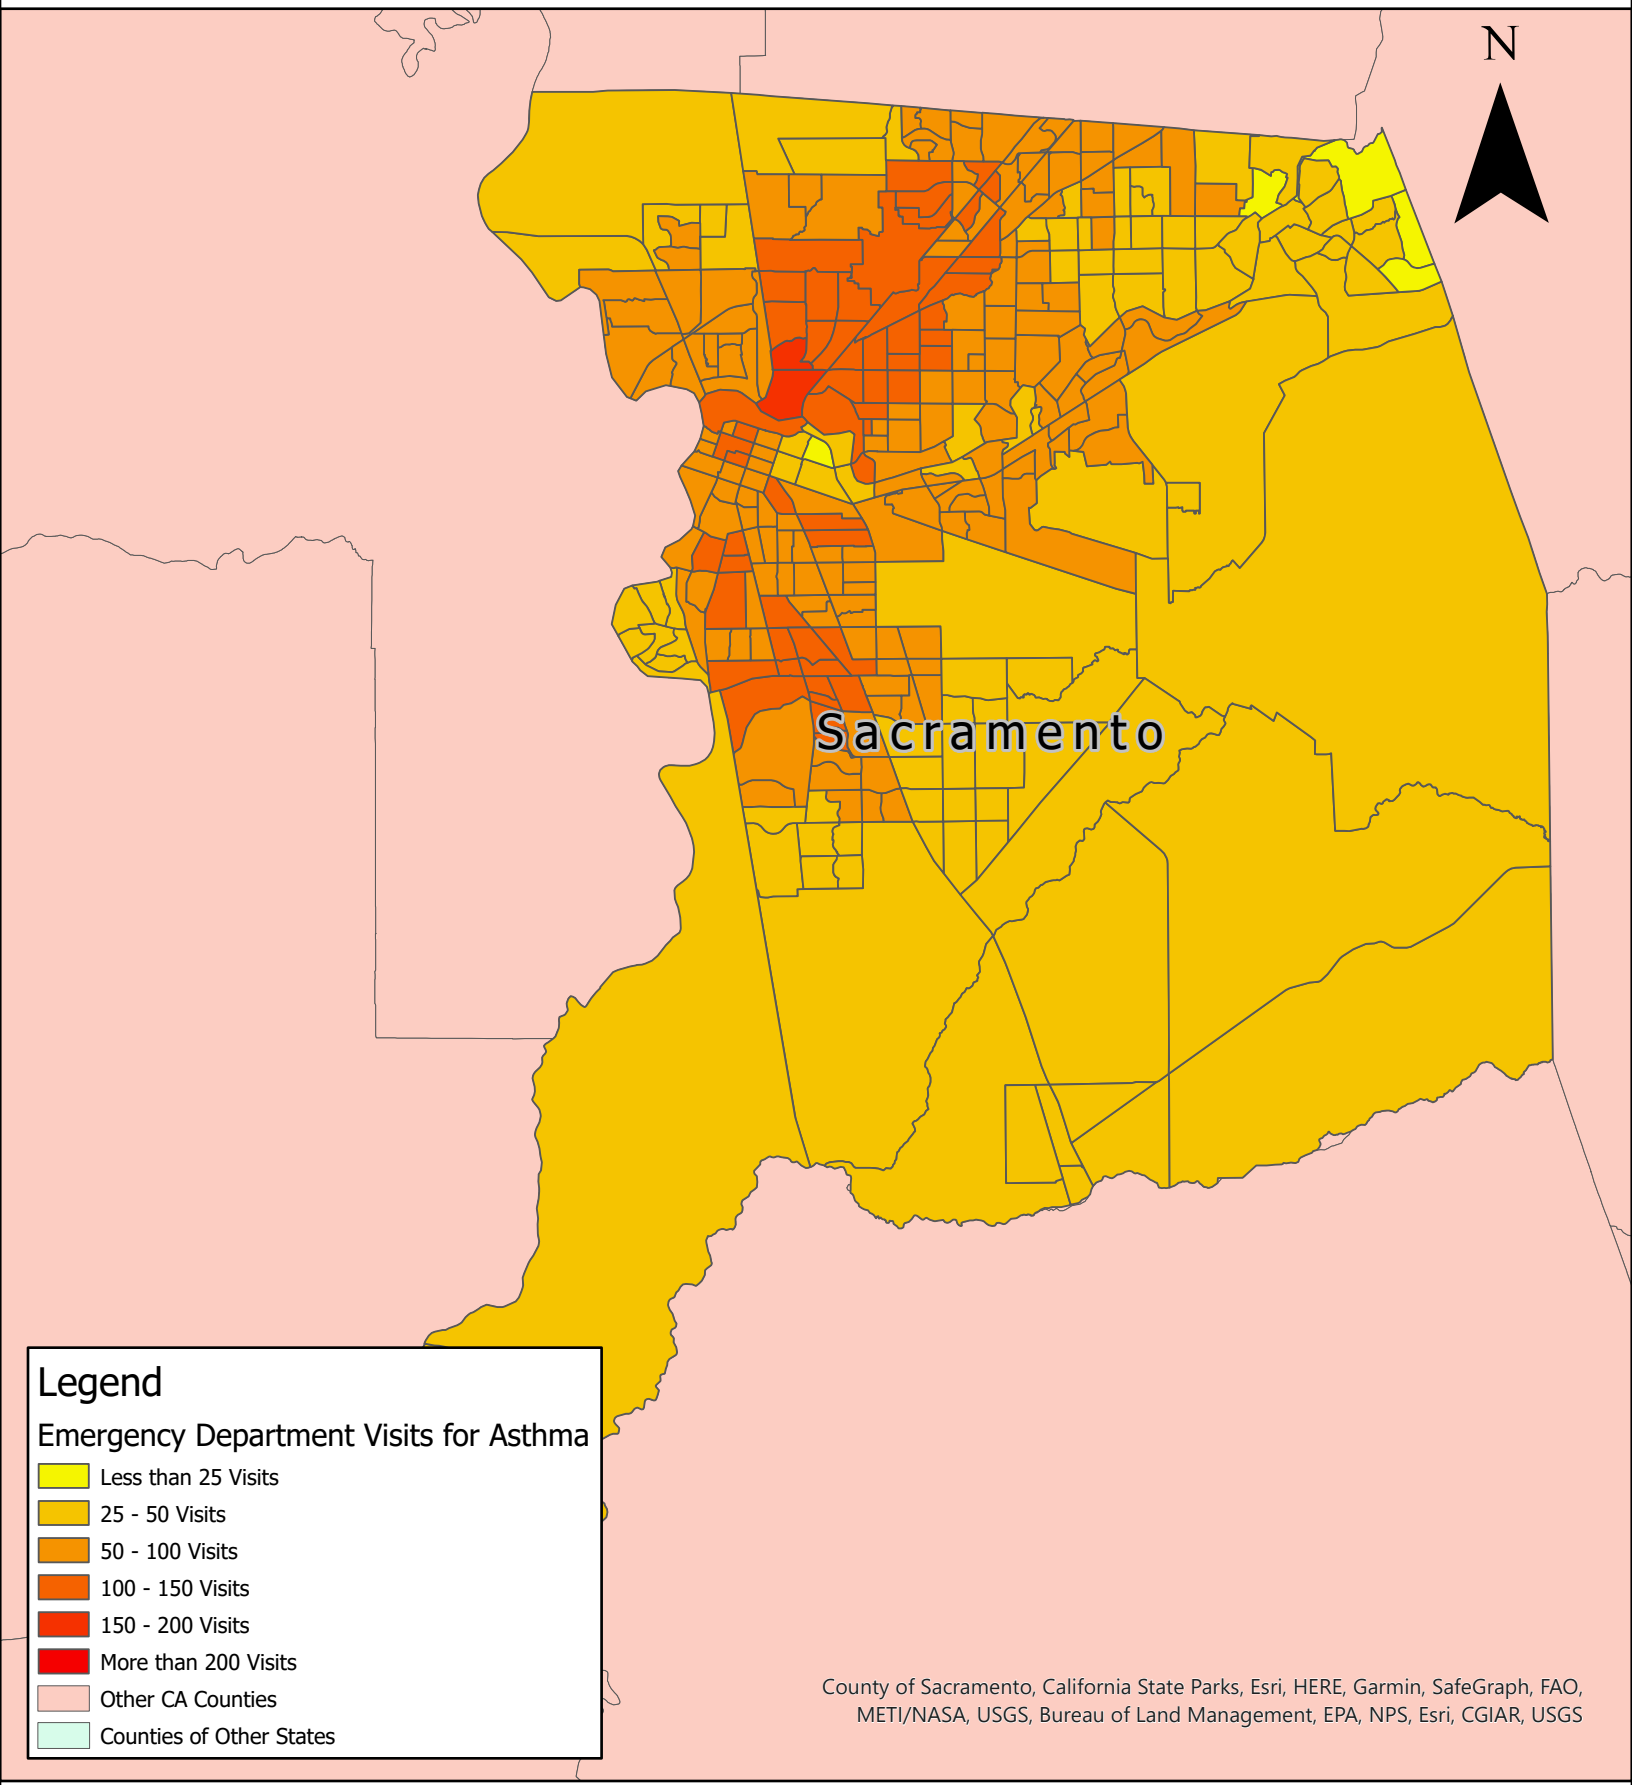 N
Sacramento
Legend
Emergency Department Visits for Asthma
Less than 25 Visits
25 - 50 Visits
50 - 100 Visits
100 - 150 Visits
150 - 200 Visits
More than 200 Visits
Other CA Counties
Counties of Other States
County of Sacramento, California State Parks, Esri, HERE, Garmin, SafeGraph, FAO,
METI/NASA, USGS, Bureau of Land Management, EPA, NPS, Esri, CGIAR, USGS